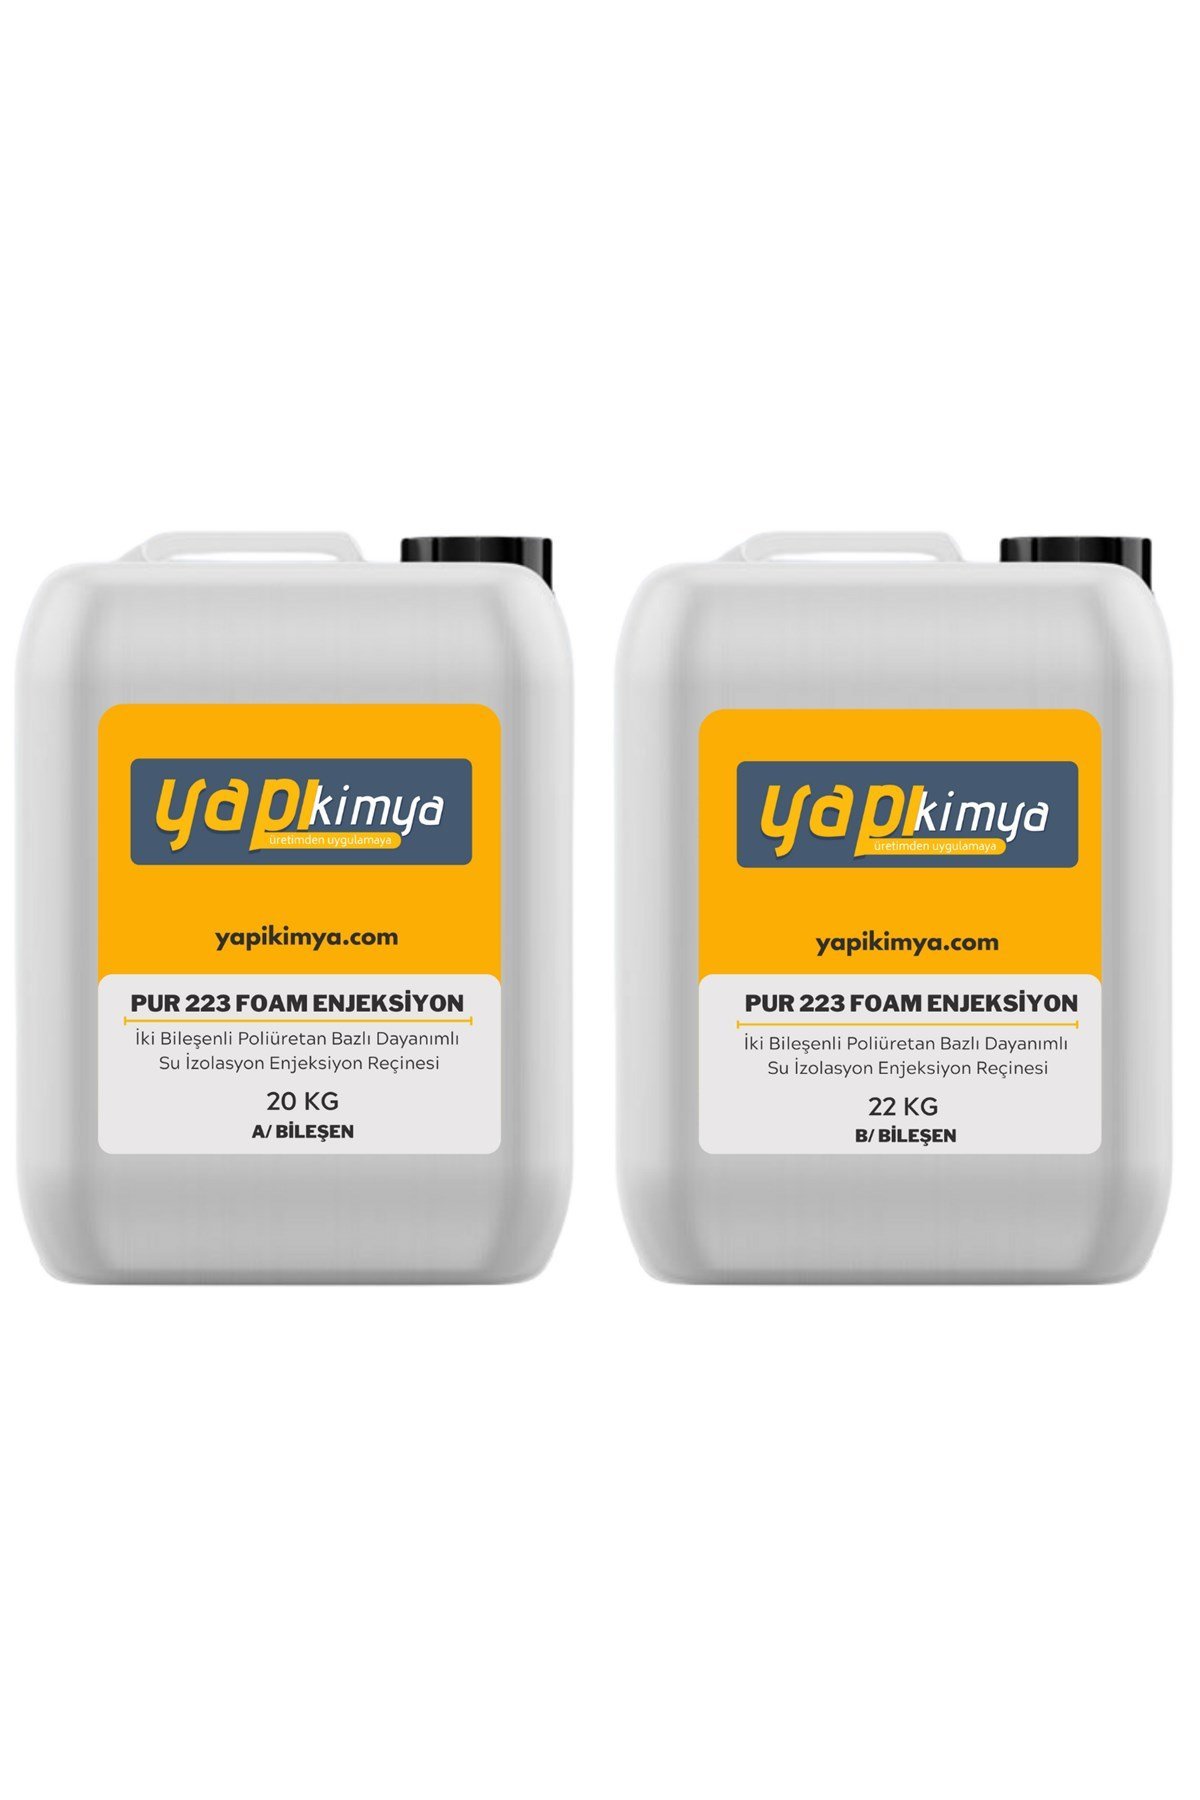 yapıkimya
üretimden uygulamaya
yapikimya.com
PUR 223 FOAM ENJEKSİYON
İki Bileşenli Poliüretan Bazlı Dayanımlı
Su İzolasyon Enjeksiyon Reçinesi
20 KG
A/ BİLEŞEN
yapıkimya
üretimden uygulamaya
yapikimya.com
PUR 223 FOAM ENJEKSİYON
İki Bileşenli Poliüretan Bazlı Dayanımlı
Su İzolasyon Enjeksiyon Reçinesi
22 KG
B/ BİLEŞEN